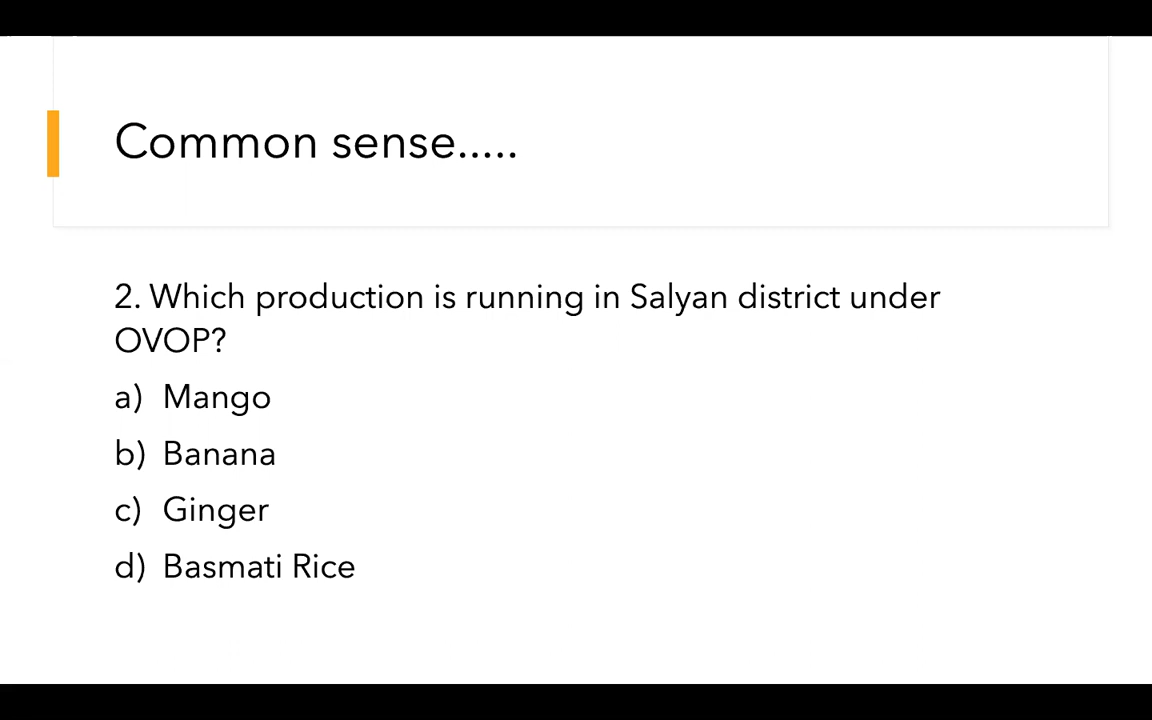 Common sense.....
2. Which production is running in Salyan district under
OVOP?
a) Mango
b) Banana
c) Ginger
d) Basmati Rice